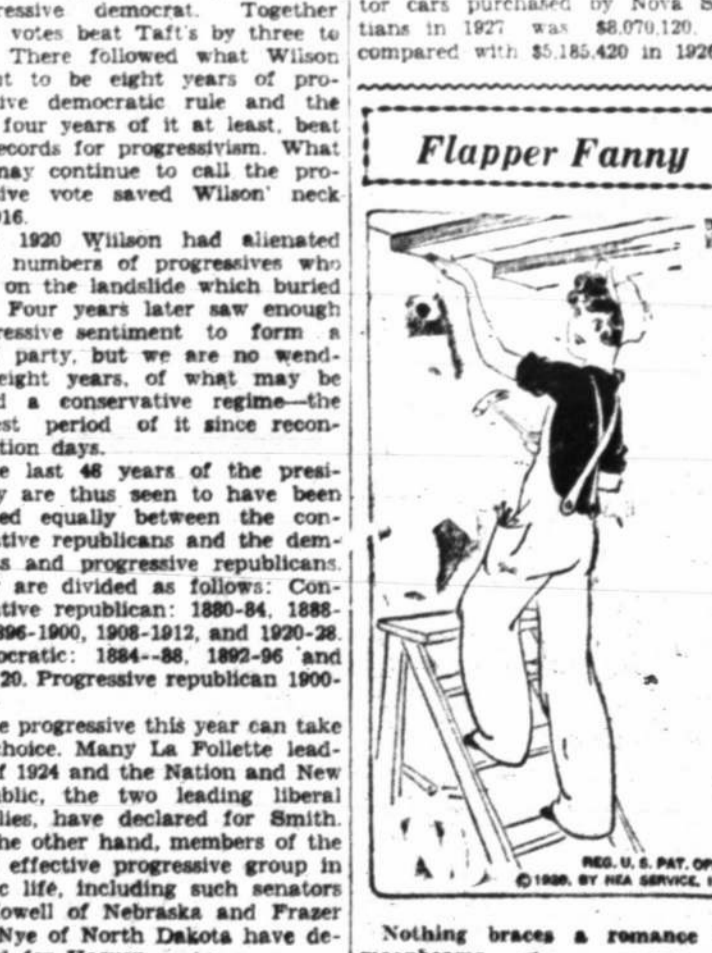 ressive democrat. Together
votes beat Taft's by three to
There followed what Wilson
t to be eight years of pro-
ive democratic rule and the
four years of it at least, beat
ecords for progressivism. What
may continue to call the pro-
ive vote saved Wilson' neck
16.
1920 Wiilson had alienated
numbers of progressives who
on the landslide which buried
Four years later saw enough
ressive sentiment to form a
party, but we are no wend-
eight years, of what may be
d a conservative regime—the
est period of it since recon-
tion days.
e last 48 years of the presi-
y are thus seen to have been
ed equally between the con-
ative republicans and the dem-
s and progressive republicans.
are divided as follows: Con-
ative republican: 1880-84, 1888-
896-1900, 1908-1912, and 1920-28.
ocratic: 1884--88, 1892-96 and
20. Progressive republican 1900-
e progressive this year can take
choice. Many La Follette lead-
f 1924 and the Nation and New
ublic, the two leading liberal
lies, have declared for Smith.
he other hand, members of the
effective progressive group in
c life, including such senators
owell of Nebraska and Frazer
Nye of North Dakota have de-
tor cars purchased by Nova S
tians in 1927 was $8,070,120,
compared with $5,185,420 in 1926
Flapper Fanny
REG. U. S. PAT. OF
© 1928, BY NEA SERVICE, I
Nothing braces a romance